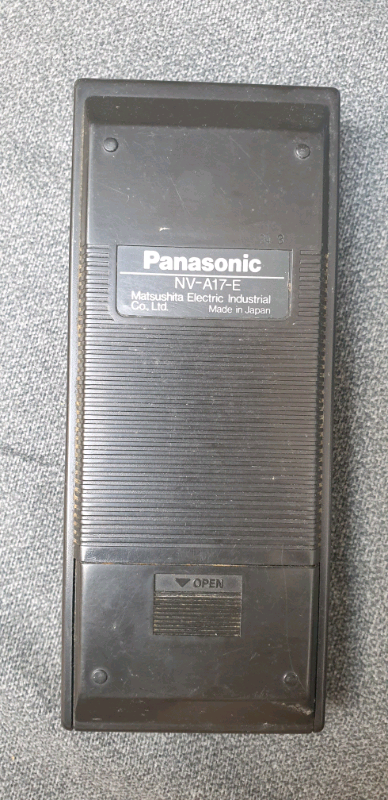 Panasonic
NV-A17-E
Matsushita Electric Industrial
Co., Ltd. Made in Japan
OPEN